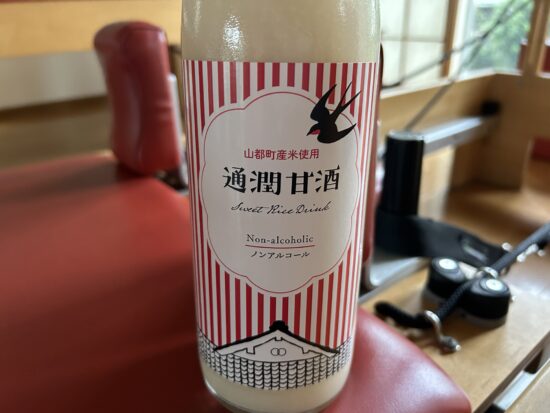 山都町産米使用
通潤甘酒
Sweet Rice Drink
Non-alcoholic
ノンアルコール